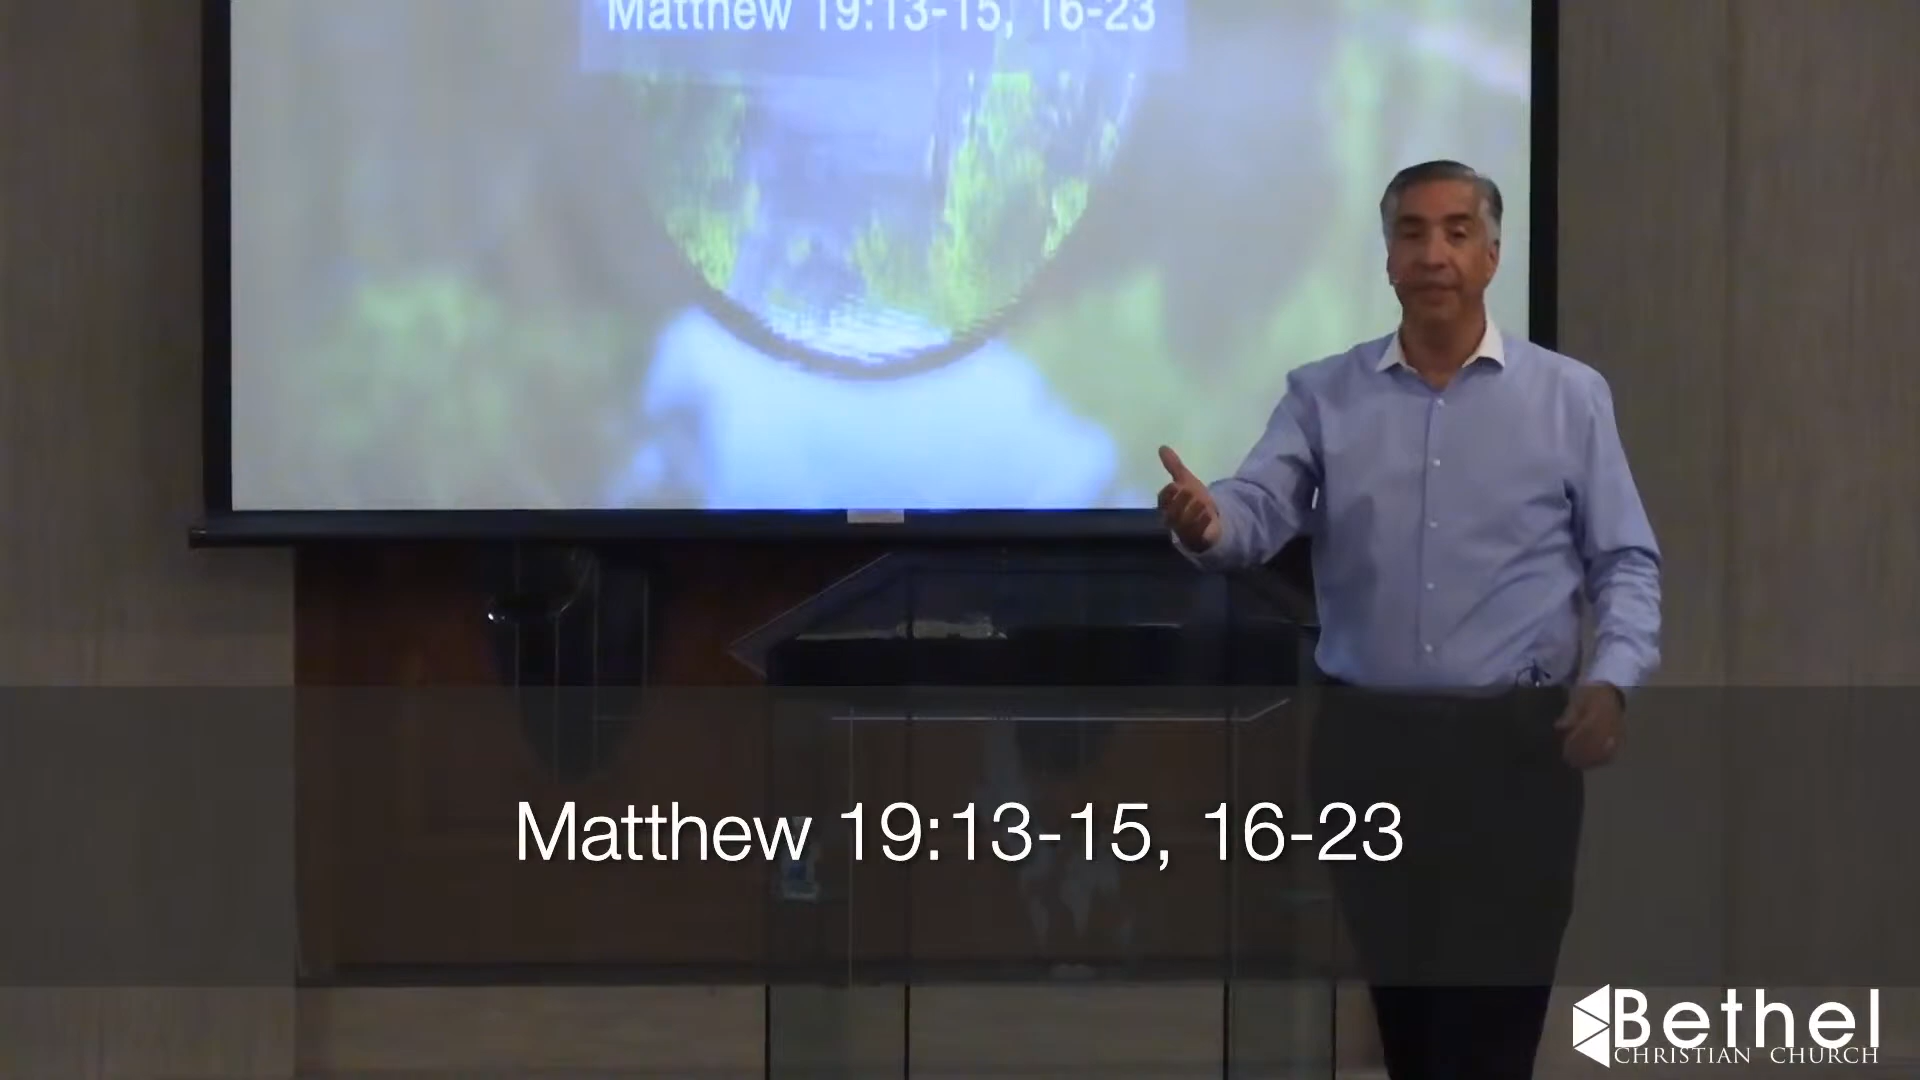 Matthew 19:13-15, 16-23
Matthew 19:13-15, 16-23
Bethel
CHRISTIAN CHURCH